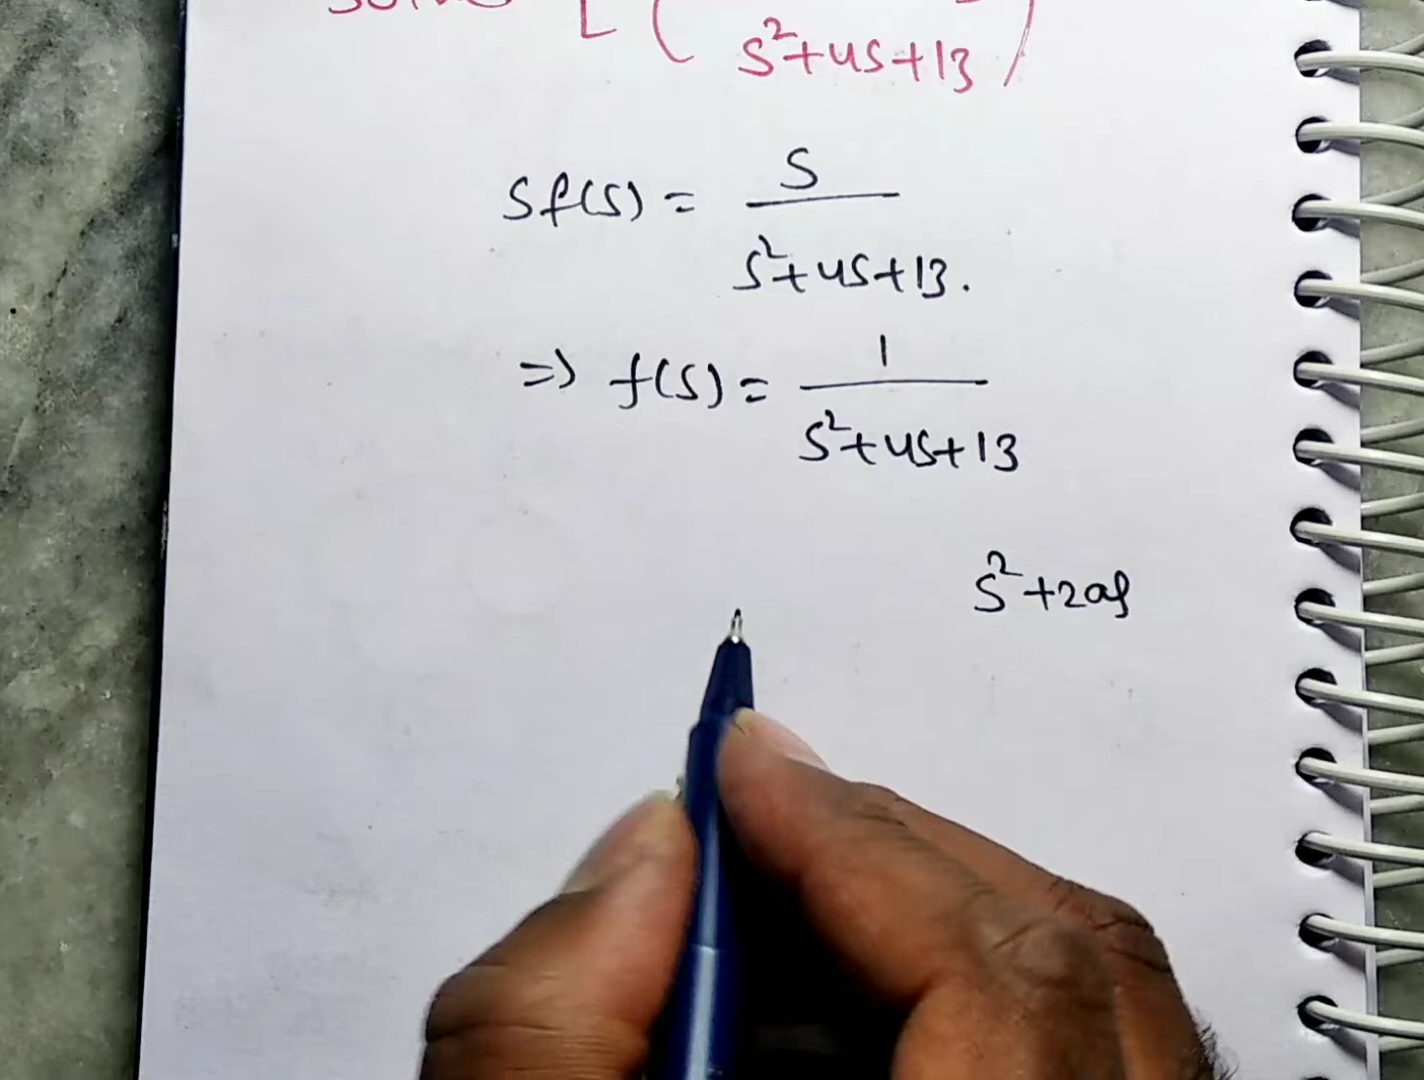 L (
s²+4s+13 )
Sf(s) = s / s²+4s+13.
=> f(s) = 1 / s²+4s+13
s²+2as